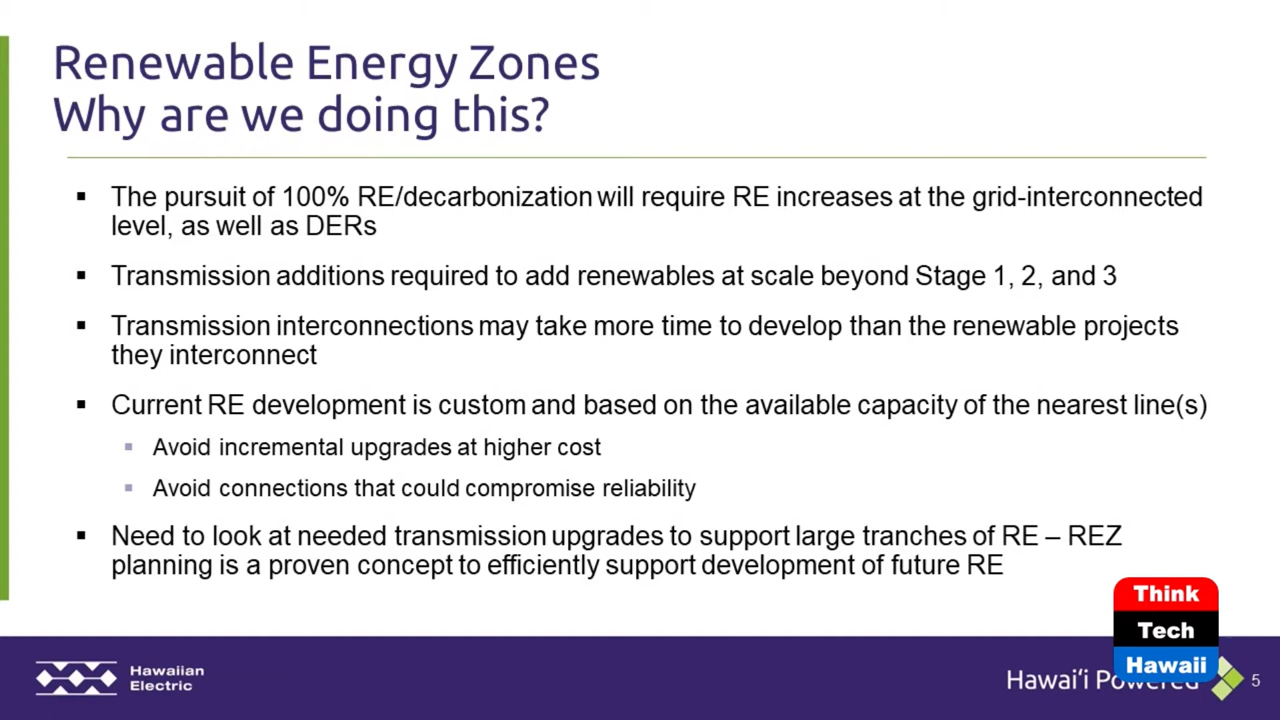 Renewable Energy Zones
Why are we doing this?
▪ The pursuit of 100% RE/decarbonization will require RE increases at the grid-interconnected
level, as well as DERs
▪ Transmission additions required to add renewables at scale beyond Stage 1, 2, and 3
▪ Transmission interconnections may take more time to develop than the renewable projects
they interconnect
▪ Current RE development is custom and based on the available capacity of the nearest line(s)
▪ Avoid incremental upgrades at higher cost
▪ Avoid connections that could compromise reliability
▪ Need to look at needed transmission upgrades to support large tranches of RE – REZ
planning is a proven concept to efficiently support development of future RE
Think
Tech
Hawaii
Hawaiian
Electric
Hawai‘i Powered
5